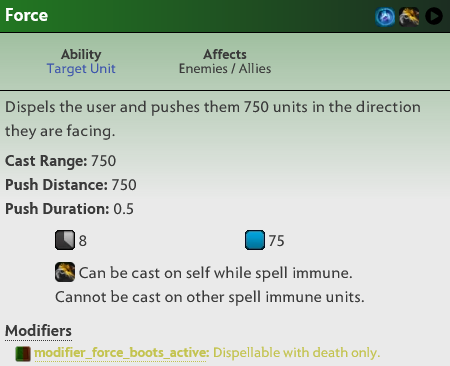 Force
Ability Affects
Target Unit Enemies / Allies
Dispels the user and pushes them 750 units in the direction
they are facing.
Cast Range: 750
Push Distance: 750
Push Duration: 0.5
8 75
Can be cast on self while spell immune.
Cannot be cast on other spell immune units.
Modifiers
modifier_force_boots_active: Dispellable with death only.